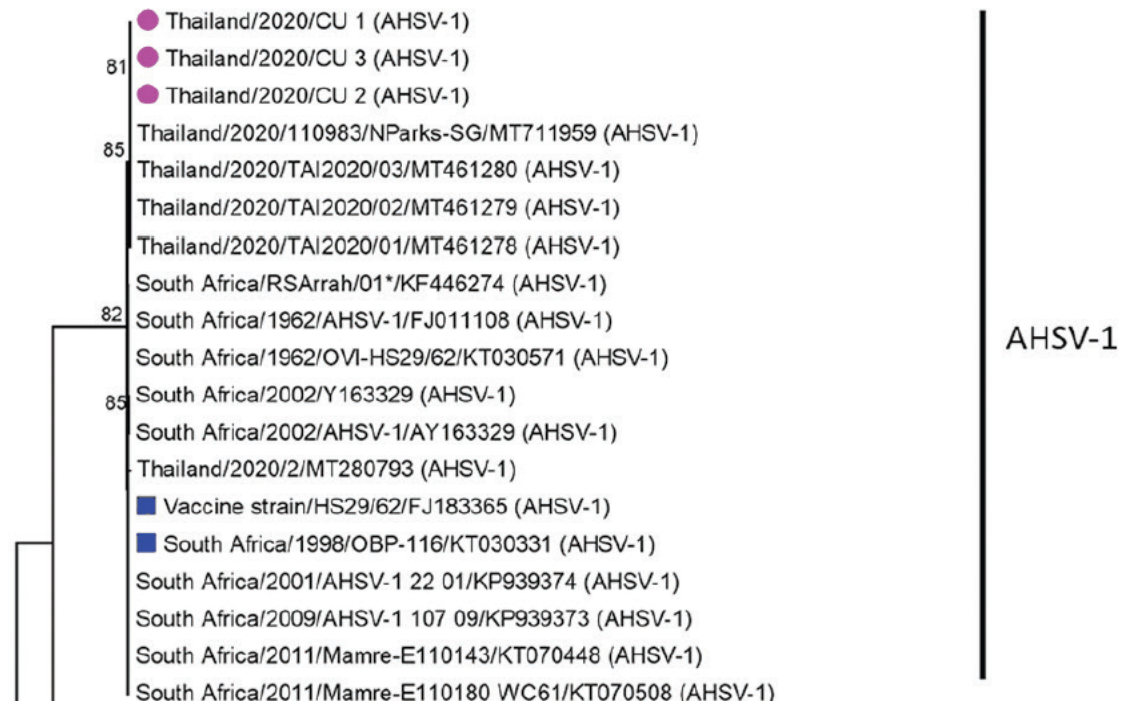 Thailand/2020/CU 1 (AHSV-1)
Thailand/2020/CU 3 (AHSV-1)
81
Thailand/2020/CU 2 (AHSV-1)
Thailand/2020/110983/NParks-SG/MT711959 (AHSV-1)
85
Thailand/2020/TAI2020/03/MT461280 (AHSV-1)
Thailand/2020/TAI2020/02/MT461279 (AHSV-1)
Thailand/2020/TAI2020/01/MT461278 (AHSV-1)
South Africa/RSArrah/01*/KF446274 (AHSV-1)
82
South Africa/1962/AHSV-1/FJ011108 (AHSV-1)
AHSV-1
South Africa/1962/OVI-HS29/62/KT030571 (AHSV-1)
South Africa/2002/Y163329 (AHSV-1)
85
South Africa/2002/AHSV-1/AY163329 (AHSV-1)
Thailand/2020/2/MT280793 (AHSV-1)
Vaccine strain/HS29/62/FJ183365 (AHSV-1)
South Africa/1998/OBP-116/KT030331 (AHSV-1)
South Africa/2001/AHSV-1 22 01/KP939374 (AHSV-1)
South Africa/2009/AHSV-1 107 09/KP939373 (AHSV-1)
South Africa/2011/Mamre-E110143/KT070448 (AHSV-1)
South Africa/2011/Mamre-E110180 WC61/KT070508 (AHSV-1)